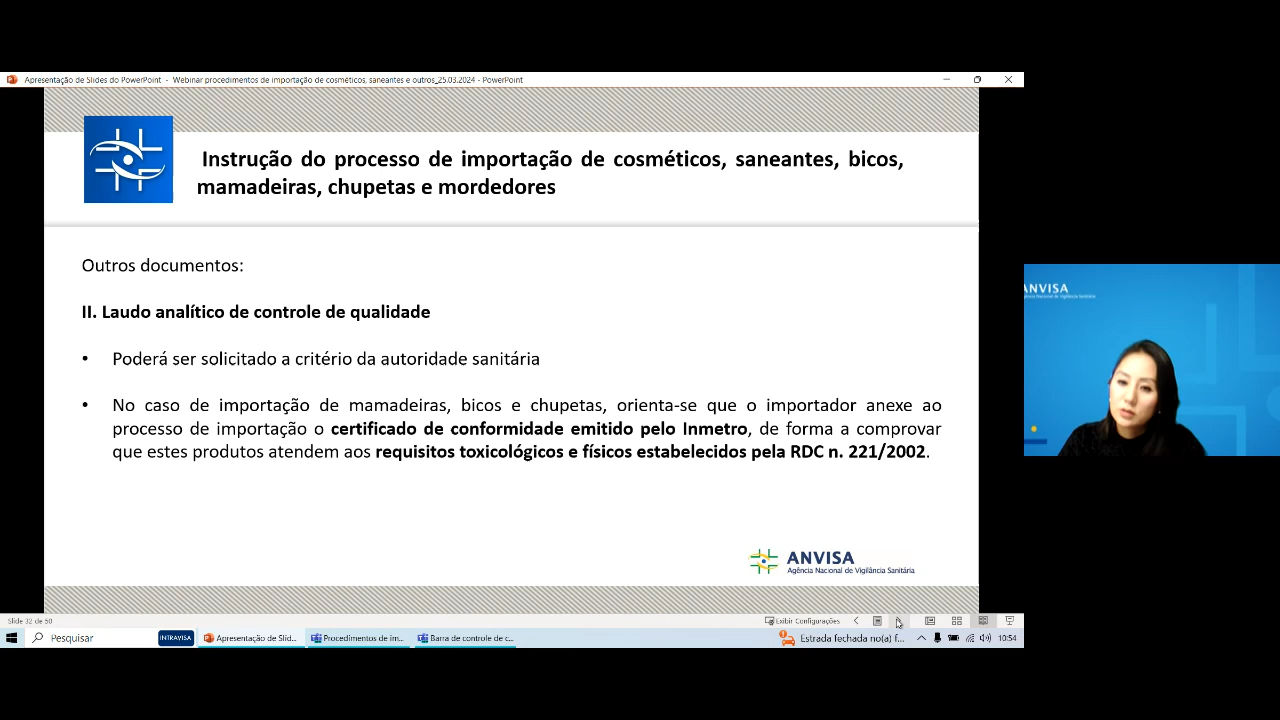 Apresentação de Slides do PowerPoint - Webinar procedimentos de importação de cosméticos, saneantes e outros_25.03.2024 - PowerPoint
Instrução do processo de importação de cosméticos, saneantes, bicos,
mamadeiras, chupetas e mordedores
Outros documentos:
II. Laudo analítico de controle de qualidade
• Poderá ser solicitado a critério da autoridade sanitária
• No caso de importação de mamadeiras, bicos e chupetas, orienta-se que o importador anexe ao
processo de importação o certificado de conformidade emitido pelo Inmetro, de forma a comprovar
que estes produtos atendem aos requisitos toxicológicos e físicos estabelecidos pela RDC n. 221/2002.
ANVISA
Agência Nacional de Vigilância Sanitária
ANVISA
Agência Nacional de Vigilância Sanitária
Slide 32 de 50
Exibir Configurações
Pesquisar
INTRAVISA
Apresentação de Slid...
Procedimentos de im...
Barra de controle de c...
Estrada fechada no(a) f...
10:54